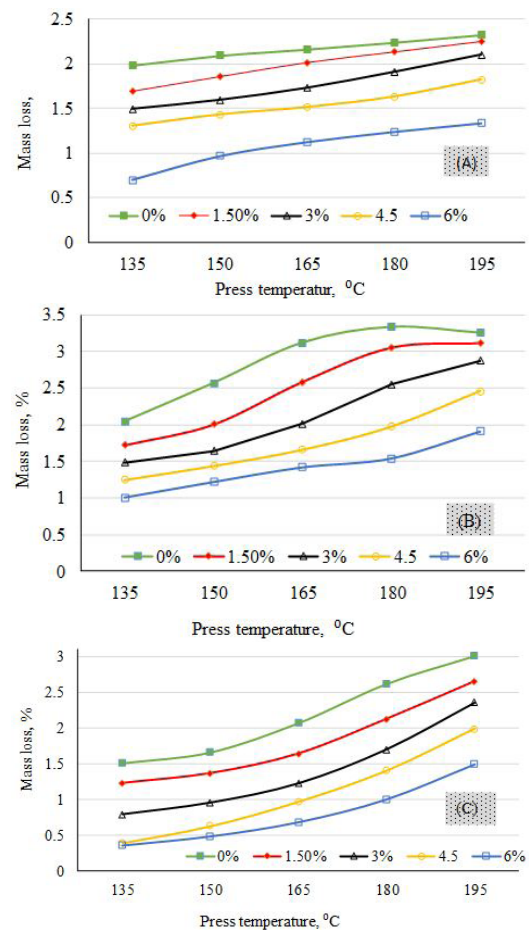 2.5
2
1.5
1
0.5
0
Mass loss,
(A)
0% 1.50% 3% 4.5 6%
135 150 165 180 195
Press temperatur, ⁰C
3.5
3
2.5
2
1.5
1
0.5
0
Mass loss, %
(B)
0% 1.50% 3% 4.5 6%
135 150 165 180 195
Press temperature, ⁰C
3
2.5
2
1.5
1
0.5
0
Mass loss, %
(C)
0% 1.50% 3% 4.5 6%
135 150 165 180 195
Press temperature, ⁰C